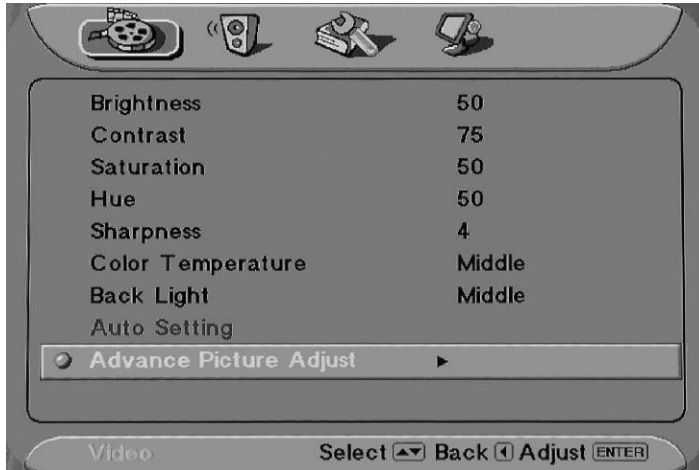 Brightness 50
Contrast 75
Saturation 50
Hue 50
Sharpness 4
Color Temperature Middle
Back Light Middle
Auto Setting
Advance Picture Adjust ►
Video Select ▲▼ Back ◀ Adjust ENTER